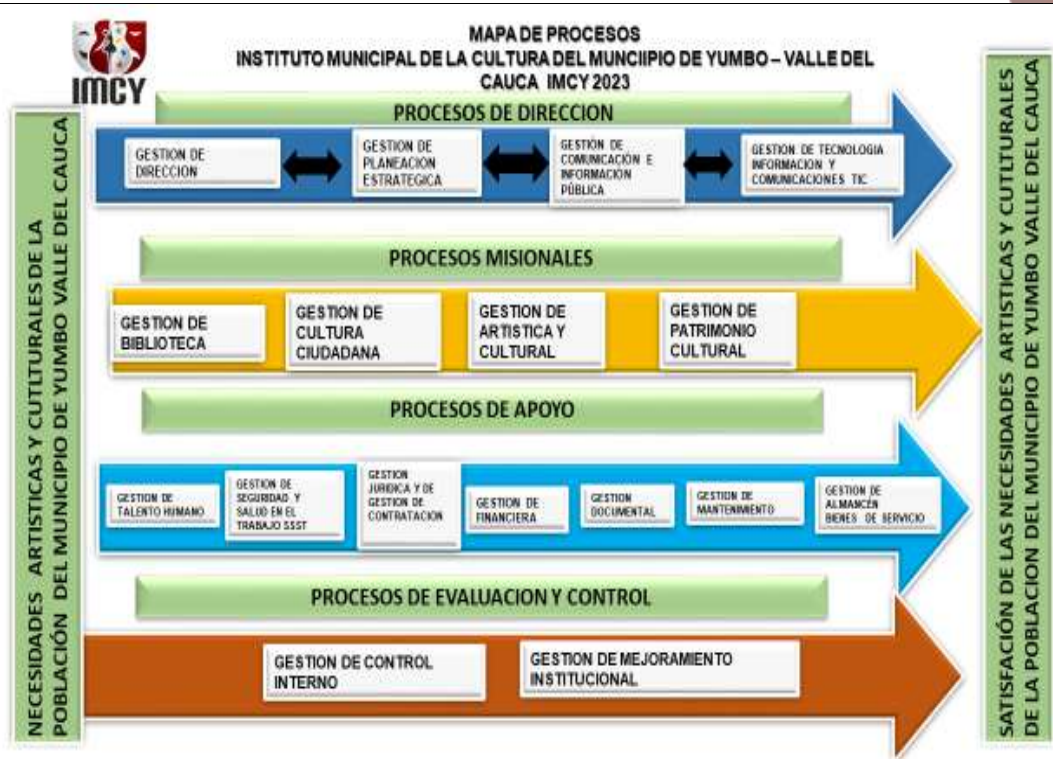 MAPA DE PROCESOS
INSTITUTO MUNICIPAL DE LA CULTURA DEL MUNCIIPIO DE YUMBO – VALLE DEL
CAUCA IMCY 2023
IMCY
NECESIDADES ARTISTICAS Y CUTLTURALES DE LA
POBLACIÓN DEL MUNICIPIO DE YUMBO VALLE DEL CAUCA
PROCESOS DE DIRECCION
GESTION DE
DIRECCION
GESTION DE
PLANEACION
ESTRATEGICA
GESTIÓN DE
COMUNICACIÓN E
INFORMACIÓN
PÚBLICA
GESTION DE TECNOLOGIA
INFORMACION Y
COMUNICACIONES TIC
PROCESOS MISIONALES
GESTION DE
BIBLIOTECA
GESTION DE
CULTURA
CIUDADANA
GESTION DE
ARTISTICA Y
CULTURAL
GESTION DE
PATRIMONIO
CULTURAL
PROCESOS DE APOYO
GESTION DE
TALENTO HUMANO
GESTION DE
SEGURIDAD Y
SALUD EN EL
TRABAJO SSST
GESTION
JURIDICA Y DE
GESTION DE
CONTRATACION
GESTION DE
FINANCIERA
GESTION
DOCUMENTAL
GESTION DE
MANTENIMIENTO
GESTION DE
ALMANCÉN
BIENES DE SERVICIO
PROCESOS DE EVALUACION Y CONTROL
GESTION DE CONTROL
INTERNO
GESTION DE MEJORAMIENTO
INSTITUCIONAL
SATISFACIÓN DE LAS NECESIDADES ARTISTICAS Y CULTURALES
DE LA POBLACION DEL MUNICIPIO DE YUMBO VALLE DEL CAUCA